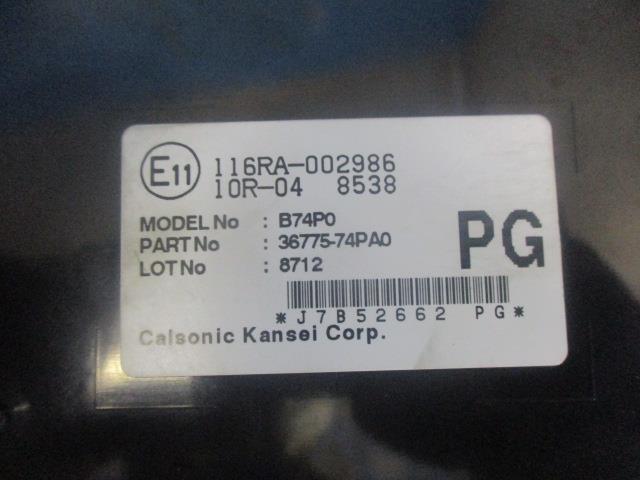 E11 116RA-002986
10R-04 8538
MODEL No : B74P0
PART No : 36775-74PA0
LOT No : 8712
PG
*J7B52662 PG*
Calsonic Kansei Corp.